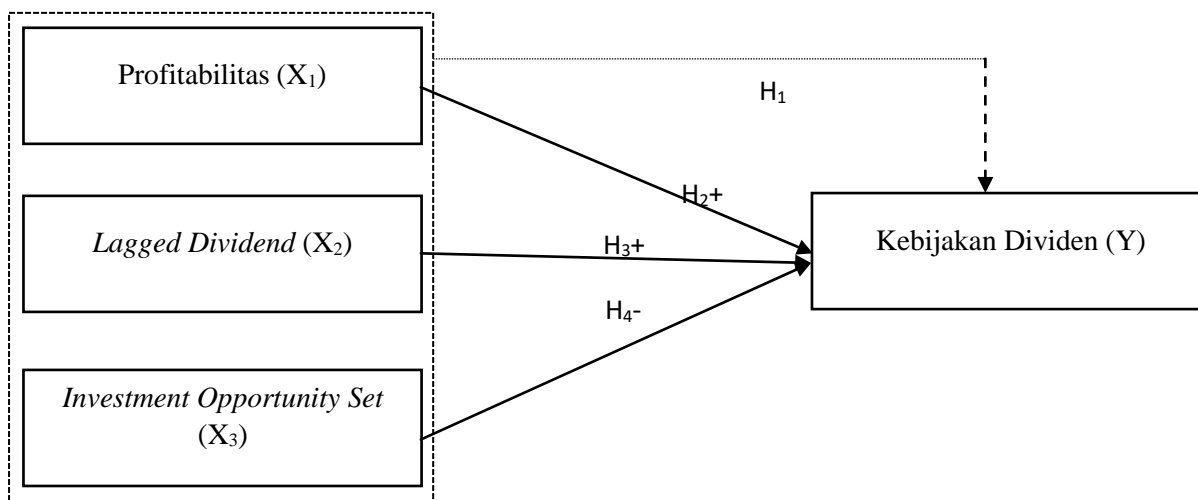 Profitabilitas (X₁)
H₁
H₂+
Lagged Dividend (X₂)
H₃+
Kebijakan Dividen (Y)
H₄-
Investment Opportunity Set
(X₃)